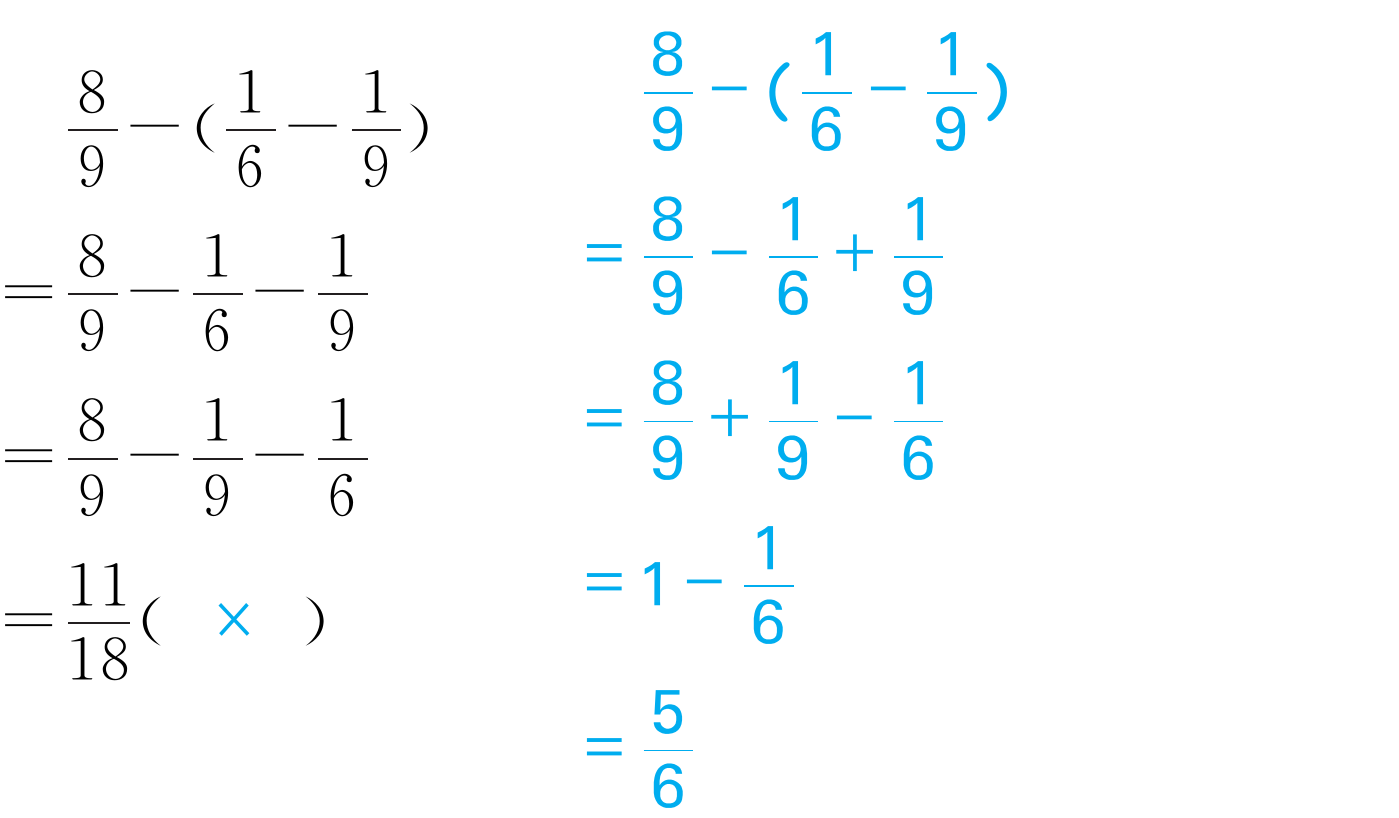 8/9 − (1/6 − 1/9)
= 8/9 − 1/6 − 1/9
= 8/9 − 1/9 − 1/6
= 11/18 ( × )
8/9 − (1/6 − 1/9)
= 8/9 − 1/6 + 1/9
= 8/9 + 1/9 − 1/6
= 1 − 1/6
= 5/6